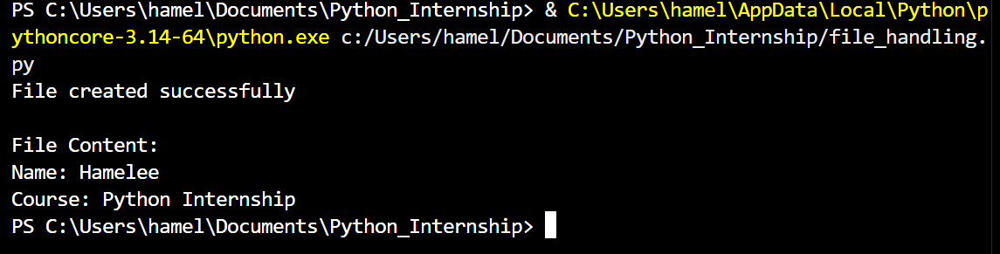 PS C:\Users\hamel\Documents\Python_Internship> & C:\Users\hamel\AppData\Local\Python\p
ythoncore-3.14-64\python.exe c:/Users/hamel/Documents/Python_Internship/file_handling.
py
File created successfully

File Content:
Name: Hamelee
Course: Python Internship
PS C:\Users\hamel\Documents\Python_Internship>